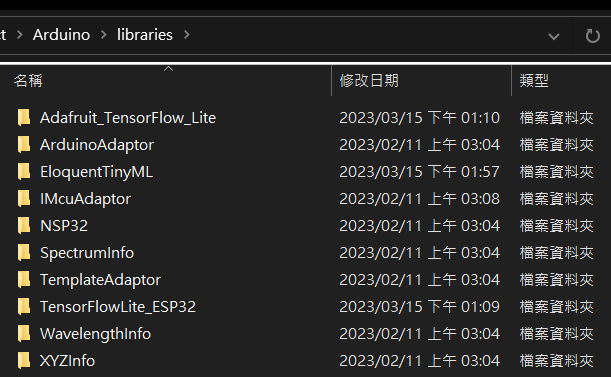 ct > Arduino > libraries >
名稱 修改日期 類型
Adafruit_TensorFlow_Lite 2023/03/15 下午 01:10 檔案資料夾
ArduinoAdaptor 2023/02/11 上午 03:04 檔案資料夾
EloquentTinyML 2023/03/15 下午 01:57 檔案資料夾
IMcuAdaptor 2023/02/11 上午 03:08 檔案資料夾
NSP32 2023/02/11 上午 03:04 檔案資料夾
SpectrumInfo 2023/02/11 上午 03:04 檔案資料夾
TemplateAdaptor 2023/02/11 上午 03:04 檔案資料夾
TensorFlowLite_ESP32 2023/03/15 下午 01:09 檔案資料夾
WavelengthInfo 2023/02/11 上午 03:04 檔案資料夾
XYZInfo 2023/02/11 上午 03:04 檔案資料夾